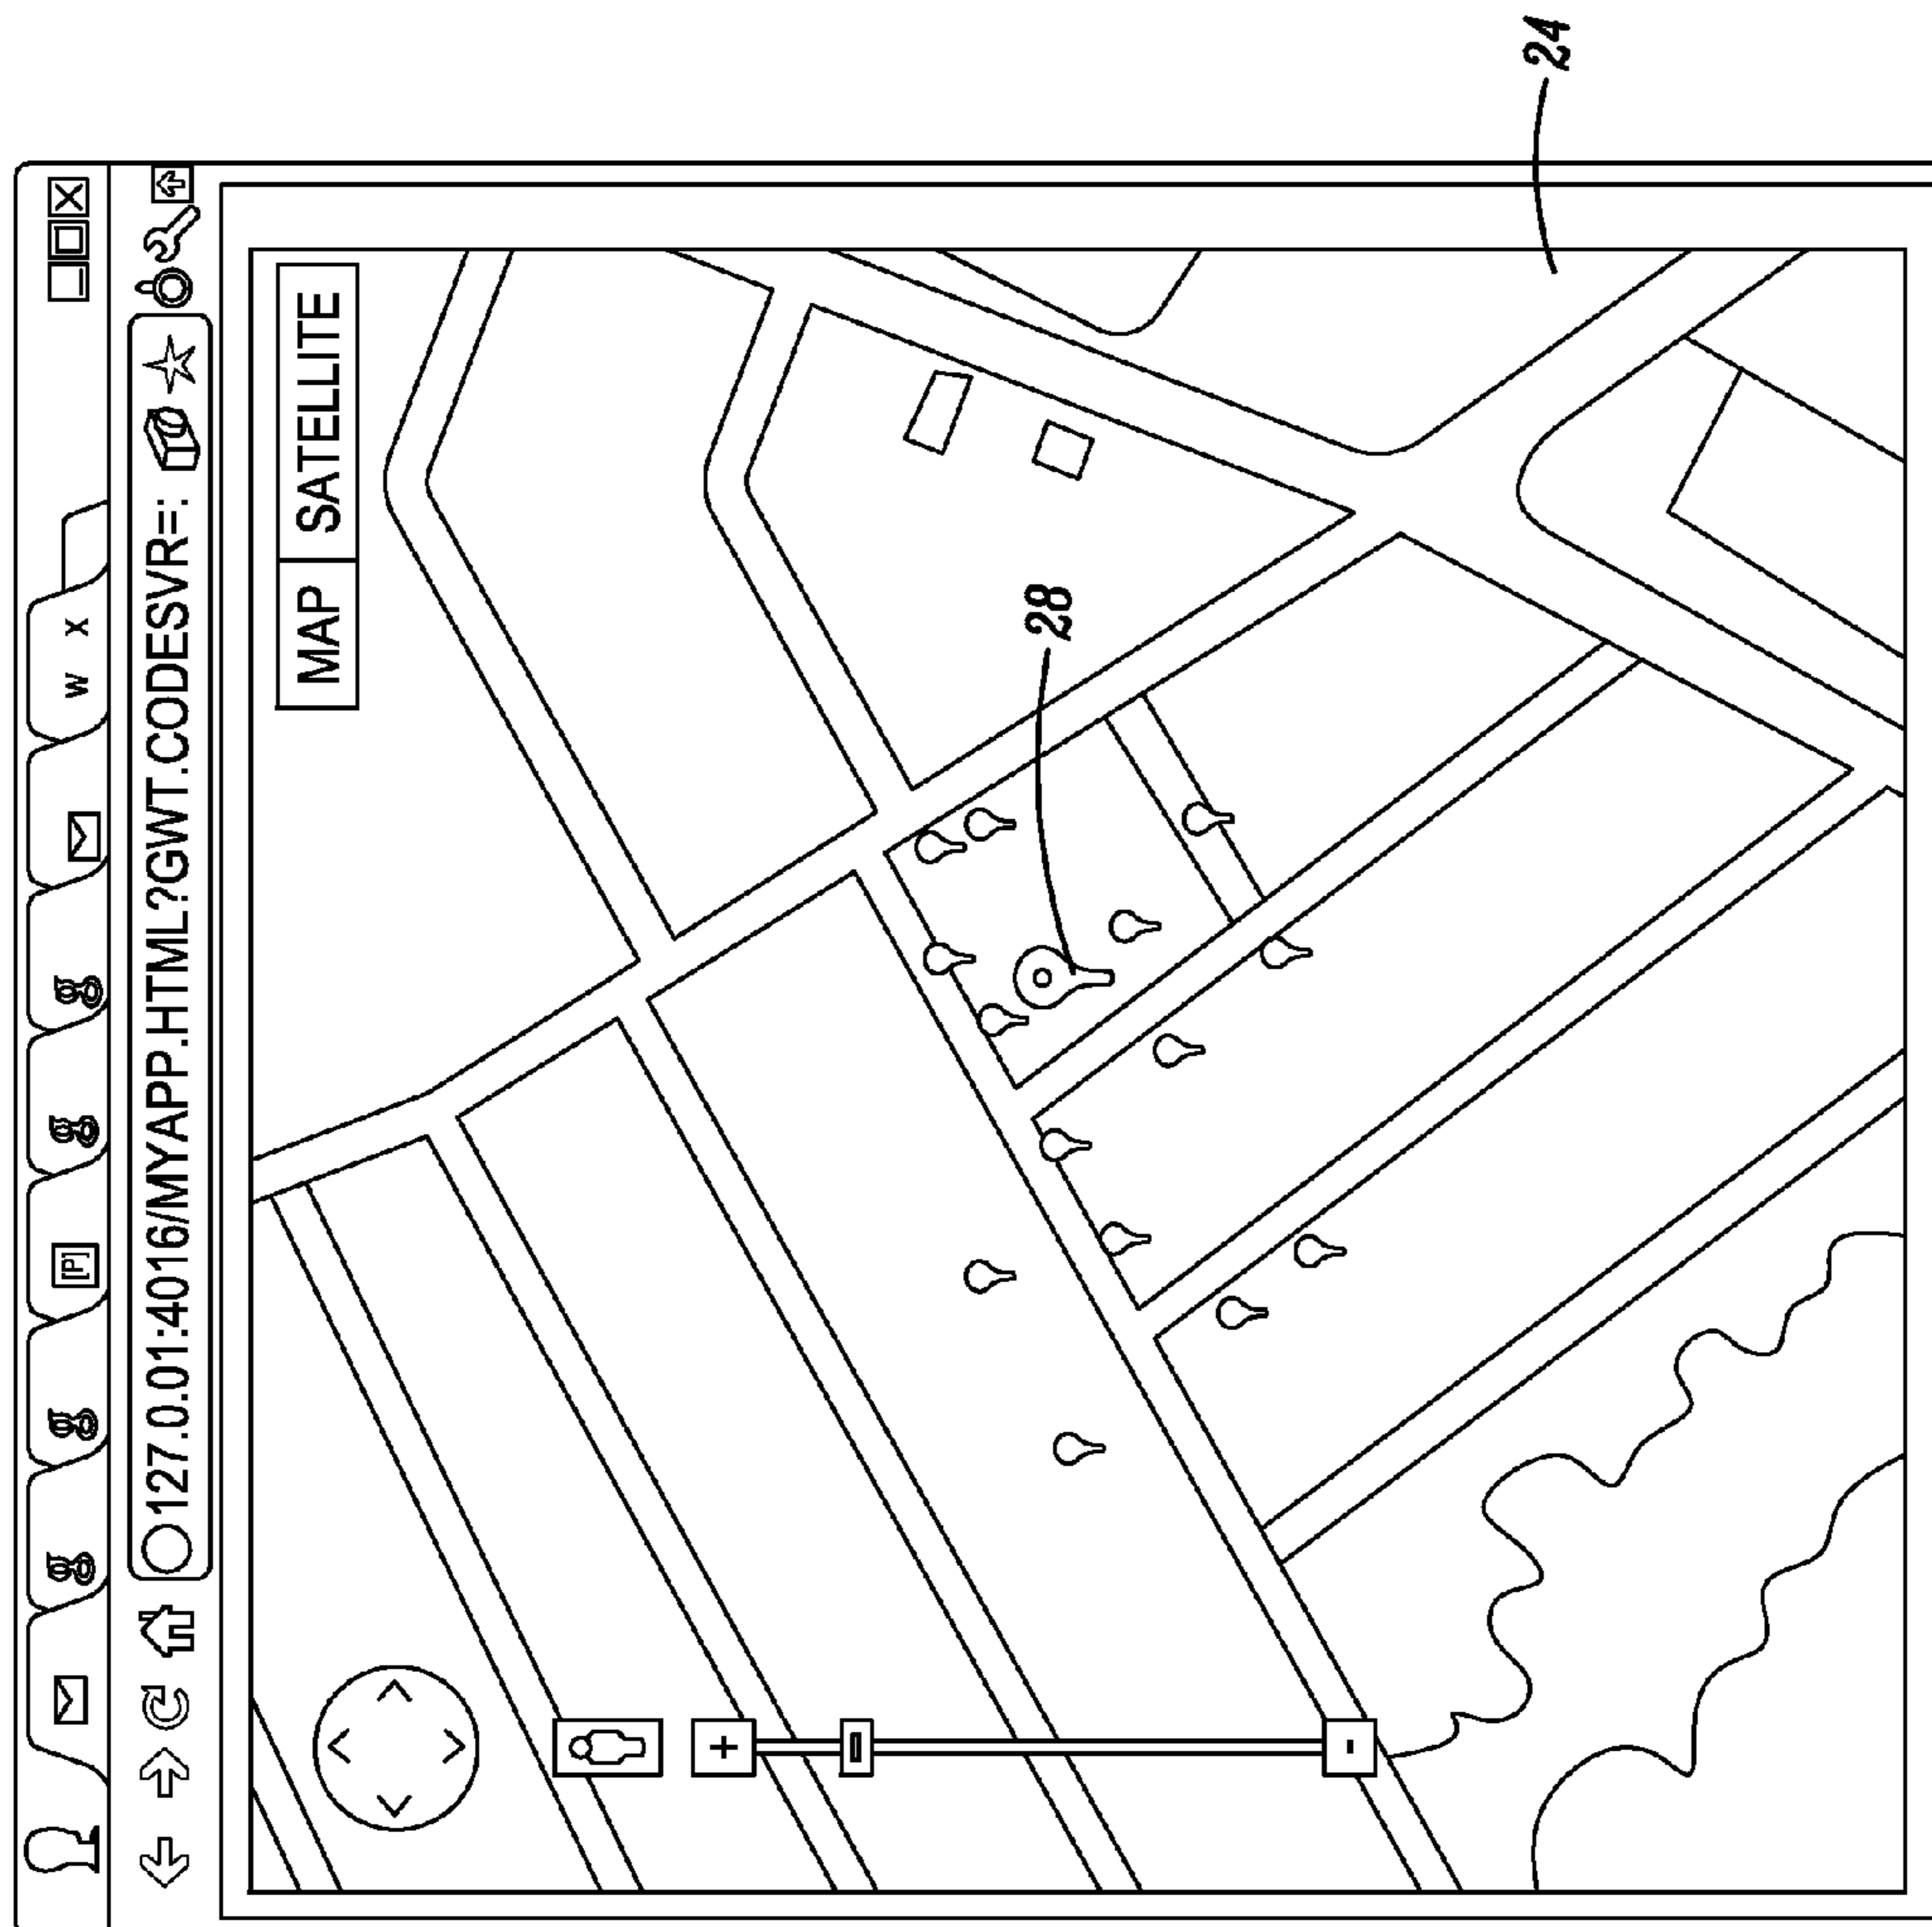 g g [P] g g W X
127.0.01:4016/MYAPP.HTML?GWT.CODESVR=:
MAP SATELLITE
+
-
28
24